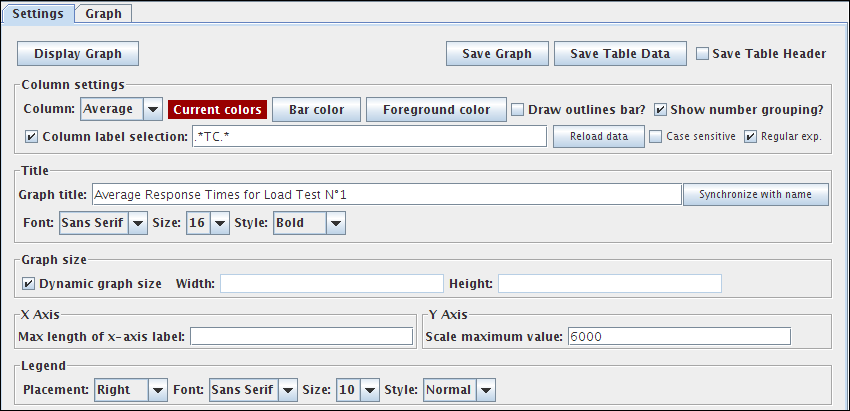 Settings Graph
Display Graph Save Graph Save Table Data Save Table Header
Column settings
Column: Average Current colors Bar color Foreground color Draw outlines bar? Show number grouping?
Column label selection: .*TC.* Reload data Case sensitive Regular exp.
Title
Graph title: Average Response Times for Load Test N°1 Synchronize with name
Font: Sans Serif Size: 16 Style: Bold
Graph size
Dynamic graph size Width: Height:
X Axis Y Axis
Max length of x-axis label: Scale maximum value: 6000
Legend
Placement: Right Font: Sans Serif Size: 10 Style: Normal